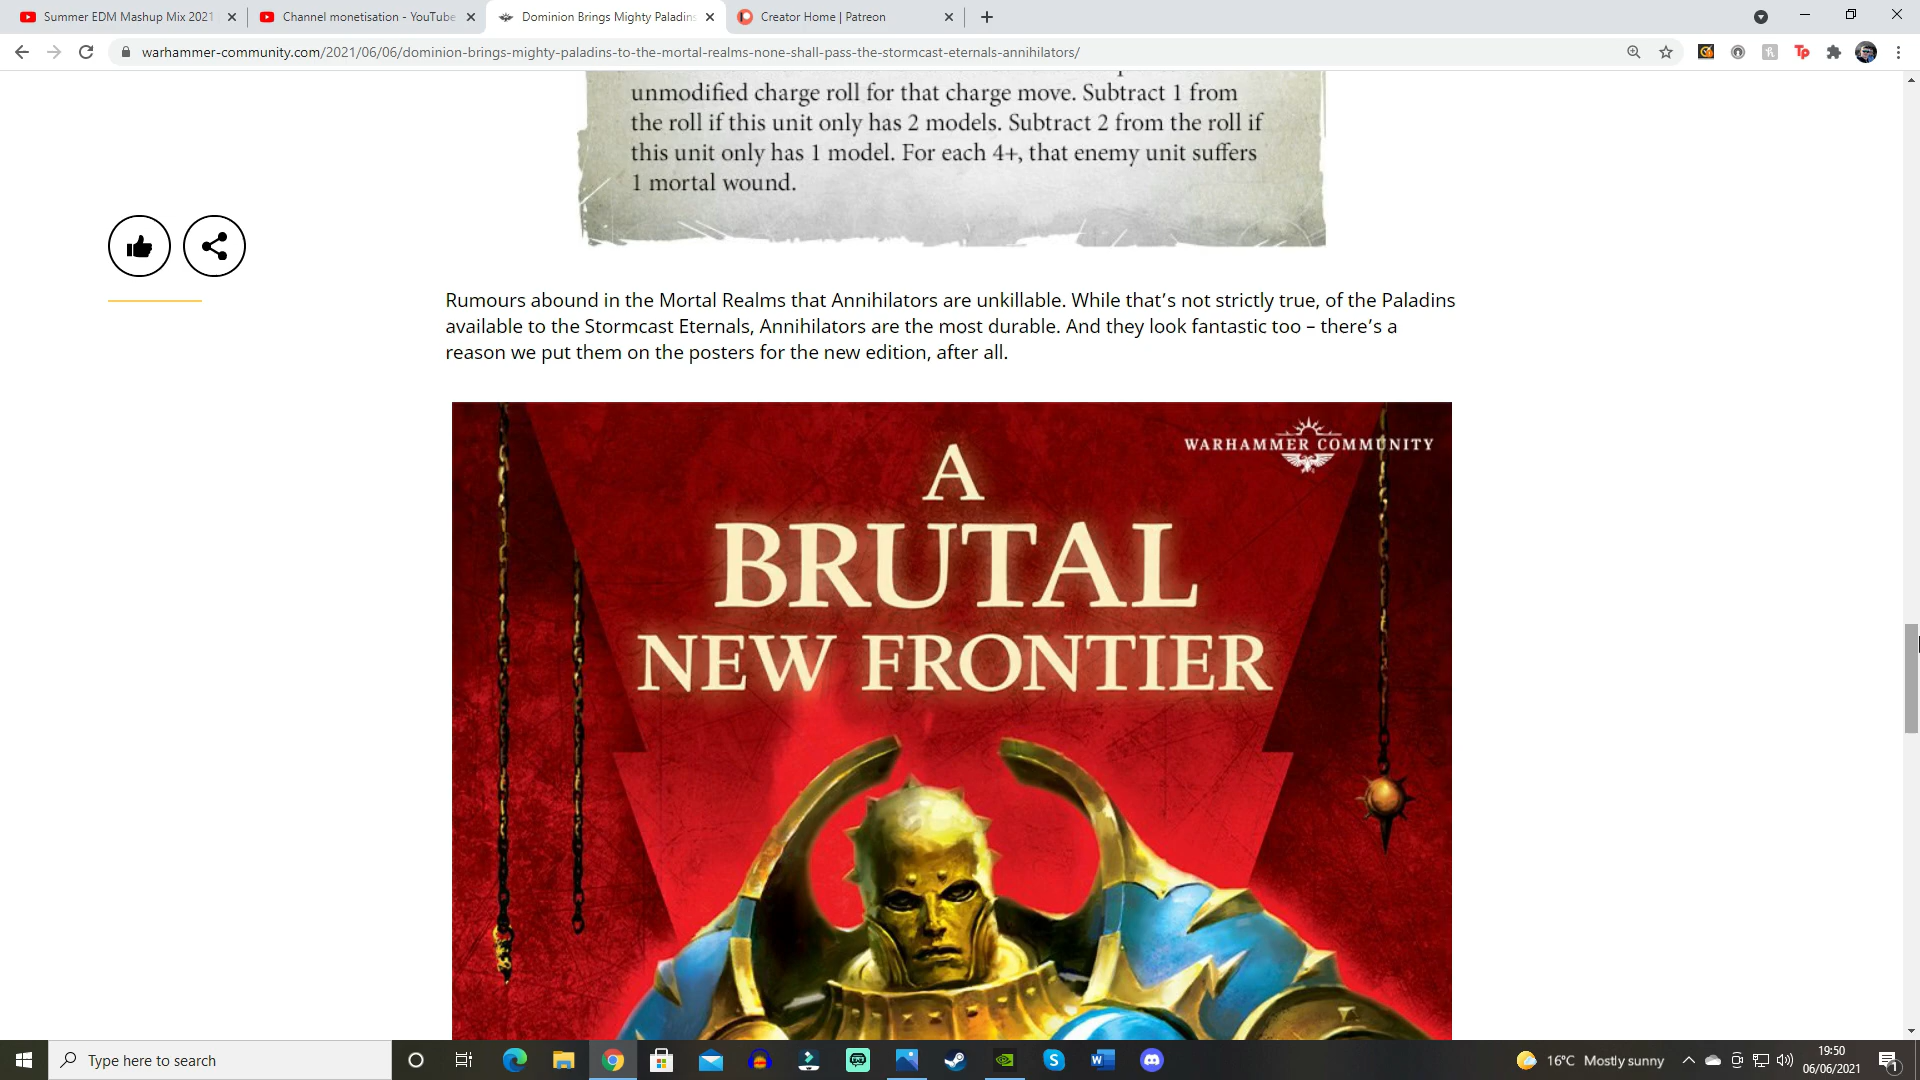 Summer EDM Mashup Mix 2021
Channel monetisation - YouTube
Dominion Brings Mighty Paladins
Creator Home | Patreon
warhammer-community.com/2021/06/06/dominion-brings-mighty-paladins-to-the-mortal-realms-none-shall-pass-the-stormcast-eternals-annihilators/
Tp
unmodified charge roll for that charge move. Subtract 1 from
the roll if this unit only has 2 models. Subtract 2 from the roll if
this unit only has 1 model. For each 4+, that enemy unit suffers
1 mortal wound.
Rumours abound in the Mortal Realms that Annihilators are unkillable. While that’s not strictly true, of the Paladins
available to the Stormcast Eternals, Annihilators are the most durable. And they look fantastic too – there’s a
reason we put them on the posters for the new edition, after all.
WARHAMMER COMMUNITY
A
BRUTAL
NEW FRONTIER
Type here to search
16°C Mostly sunny
19:50
06/06/2021
1